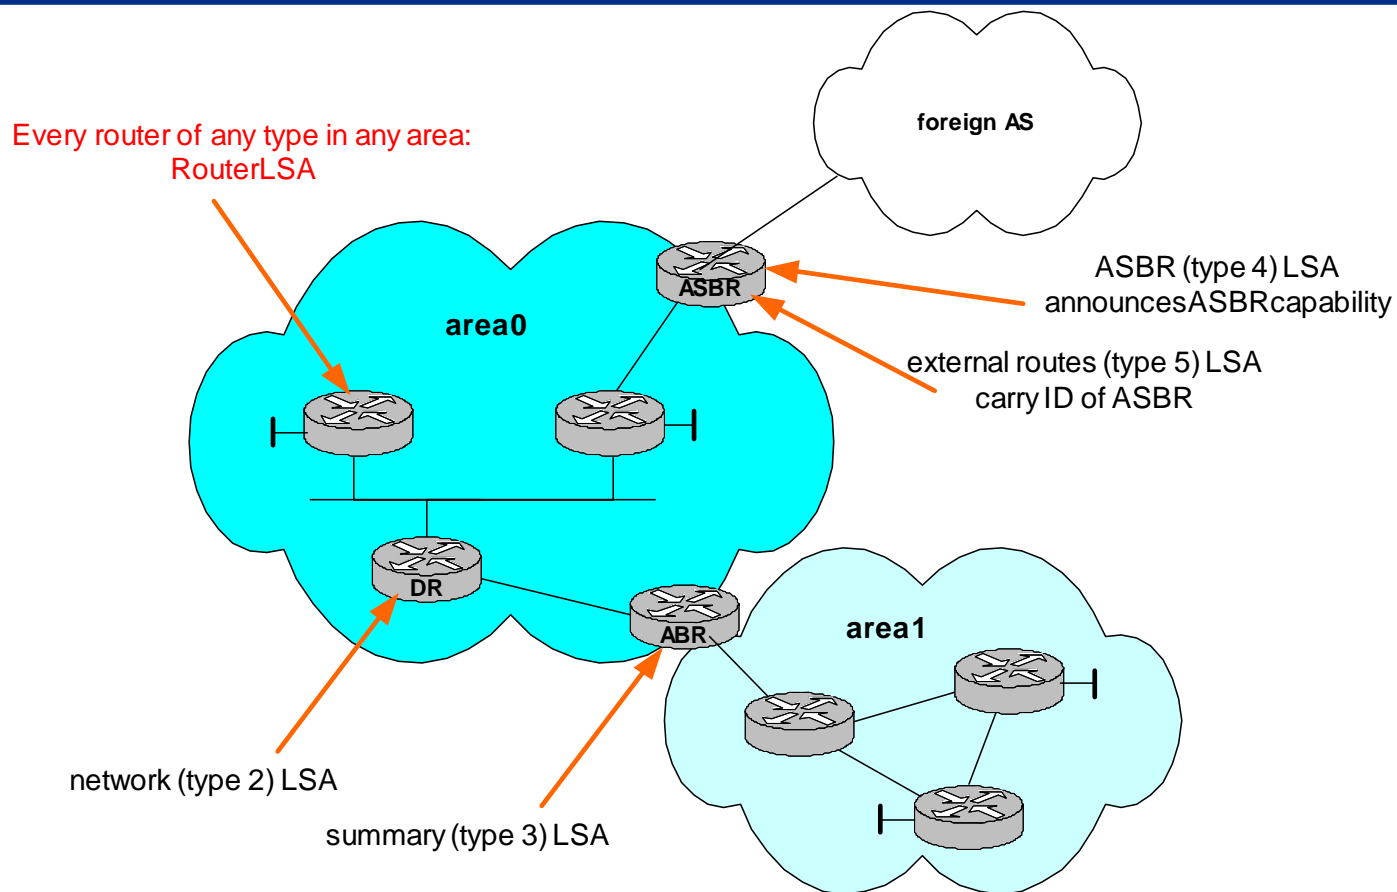 foreign AS
Every router of any type in any area:
RouterLSA
ASBR
ASBR (type 4) LSA
announcesASBRcapability
area0
external routes (type 5) LSA
carry ID of ASBR
DR
ABR
area1
network (type 2) LSA
summary (type 3) LSA